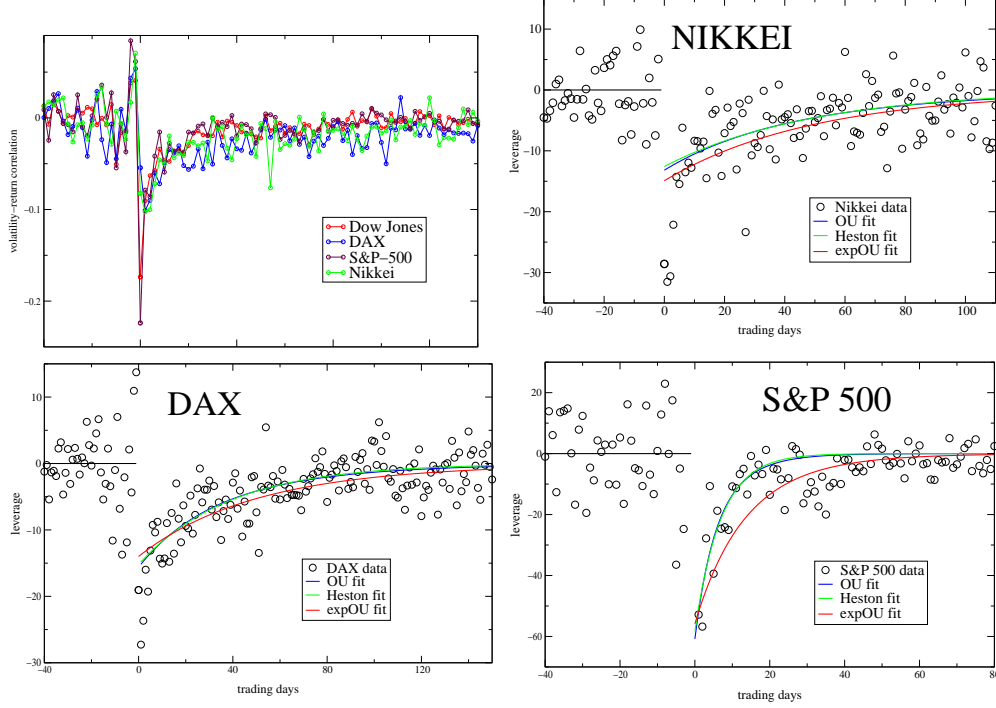 volatility−return correlation
0
−0.1
−0.2
Dow Jones
DAX
S&P−500
Nikkei
NIKKEI
leverage
10
0
−10
−20
−30
Nikkei data
OU fit
Heston fit
expOU fit
−40 −20 0 20 40 60 80 100
trading days
DAX
leverage
10
0
−10
−20
−30
DAX data
OU fit
Heston fit
expOU fit
−40 0 40 80 120
trading days
S&P 500
leverage
20
0
−20
−40
−60
S&P 500 data
OU fit
Heston fit
expOU fit
−40 −20 0 20 40 60 80
trading days